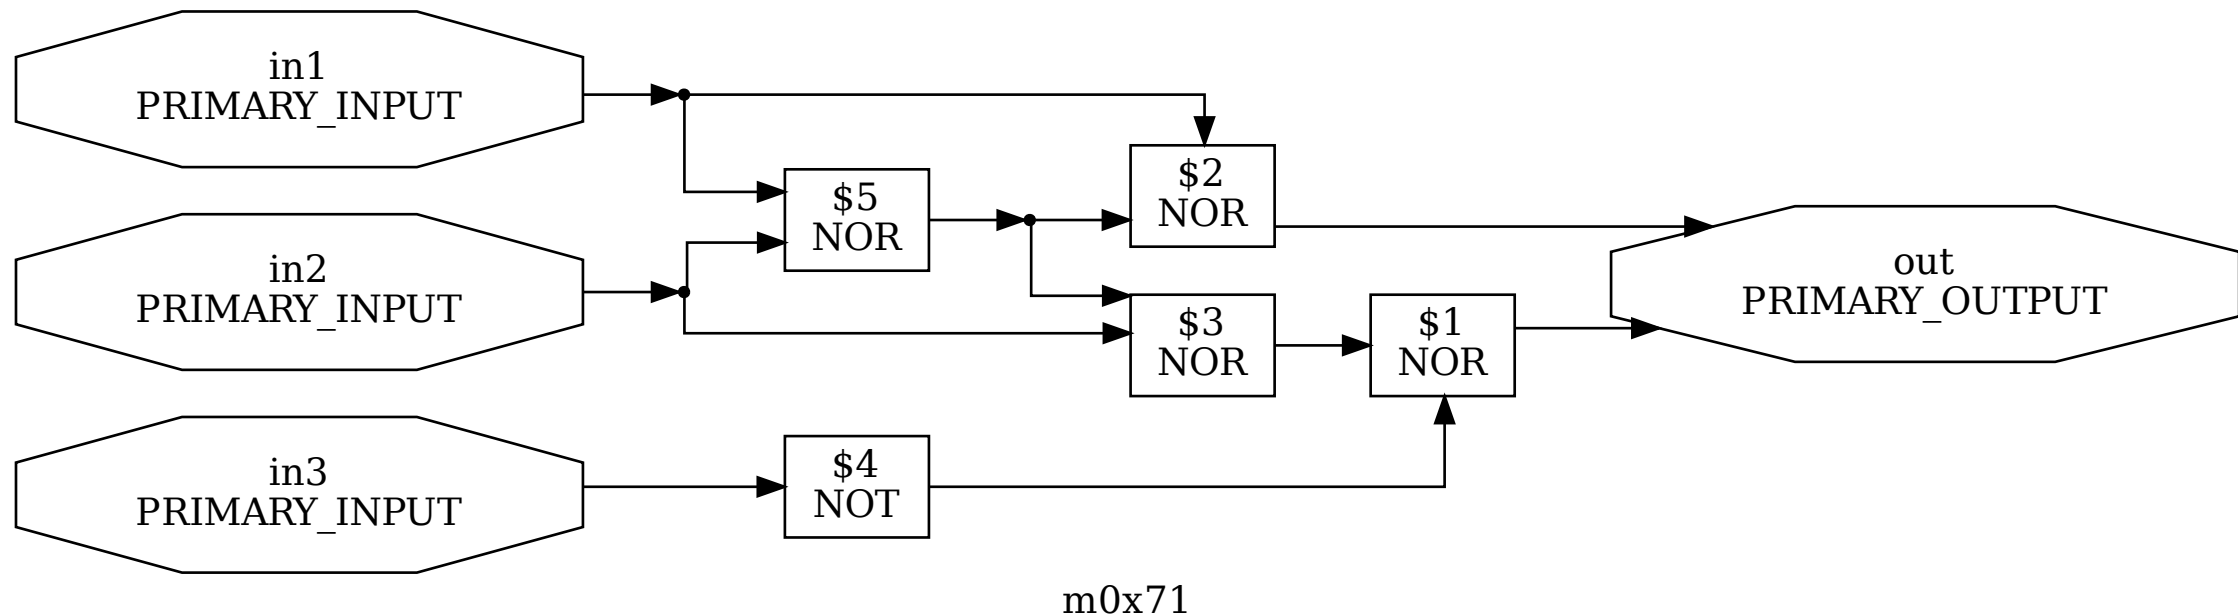 in1
PRIMARY_INPUT
$2
NOR
$5
NOR
in2
PRIMARY_INPUT
out
PRIMARY_OUTPUT
$3
NOR
$1
NOR
in3
PRIMARY_INPUT
$4
NOT
m0x71